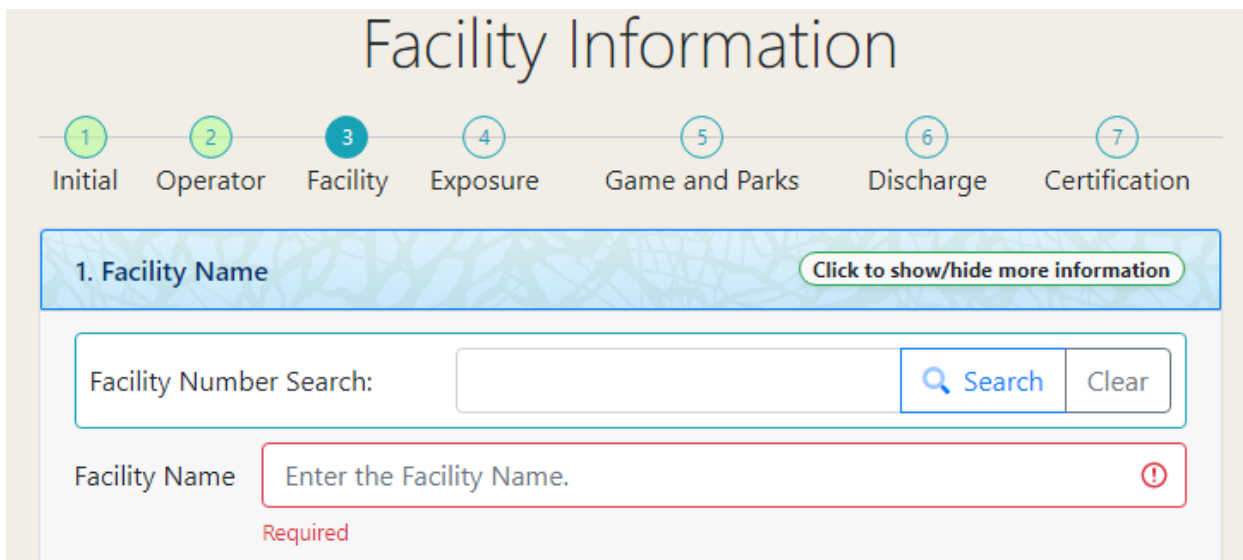 Facility Information
1 2 3 4 5 6 7
Initial Operator Facility Exposure Game and Parks Discharge Certification
1. Facility Name Click to show/hide more information
Facility Number Search: Search Clear
Facility Name Enter the Facility Name.
Required